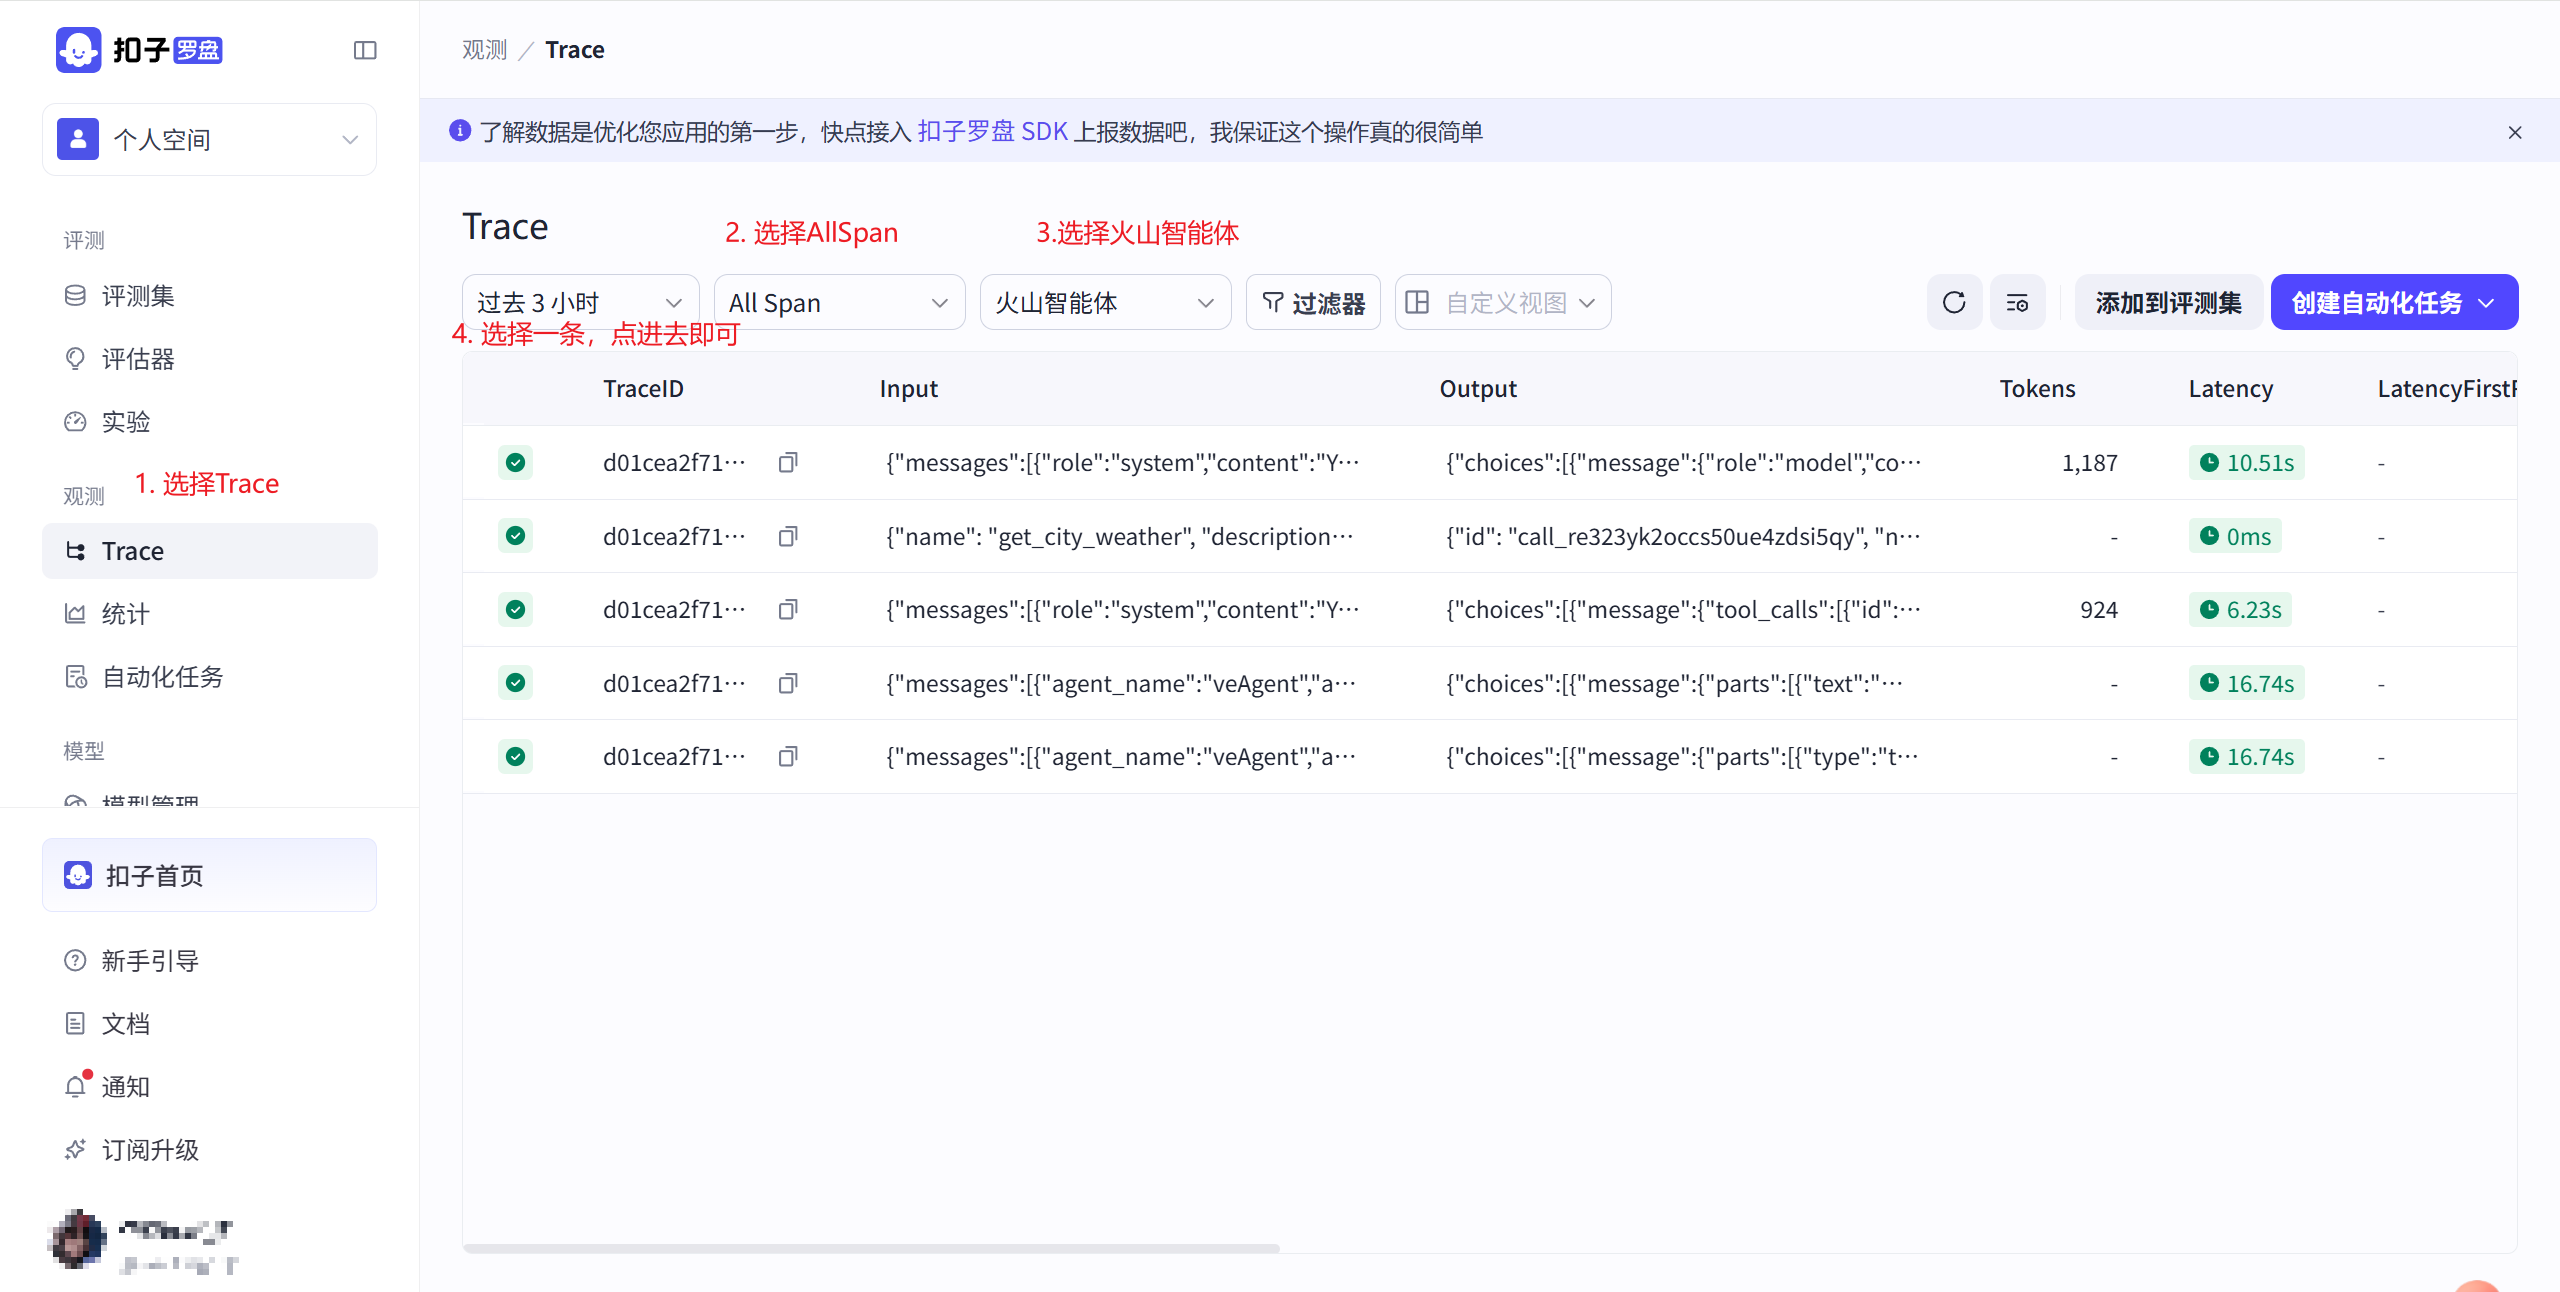 扣子罗盘
个人空间
评测
评测集
评估器
实验
观测
1. 选择Trace
Trace
统计
自动化任务
模型
模型管理
扣子首页
新手引导
文档
通知
订阅升级
观测 / Trace
了解数据是优化您应用的第一步，快点接入 扣子罗盘 SDK 上报数据吧，我保证这个操作真的很简单
Trace
2. 选择AllSpan
3.选择火山智能体
过去 3 小时 All Span 火山智能体 过滤器 自定义视图 添加到评测集 创建自动化任务
4. 选择一条，点进去即可
TraceID Input Output Tokens Latency LatencyFirstF
d01cea2f71··· {"messages":[{"role":"system","content":"Y··· {"choices":[{"message":{"role":"model","co··· 1,187 10.51s -
d01cea2f71··· {"name": "get_city_weather", "description··· {"id": "call_re323yk2occs50ue4zdsi5qy", "n··· - 0ms -
d01cea2f71··· {"messages":[{"role":"system","content":"Y··· {"choices":[{"message":{"tool_calls":[{"id":··· 924 6.23s -
d01cea2f71··· {"messages":[{"agent_name":"veAgent","a··· {"choices":[{"message":{"parts":[{"text":"··· - 16.74s -
d01cea2f71··· {"messages":[{"agent_name":"veAgent","a··· {"choices":[{"message":{"parts":[{"type":"t··· - 16.74s -